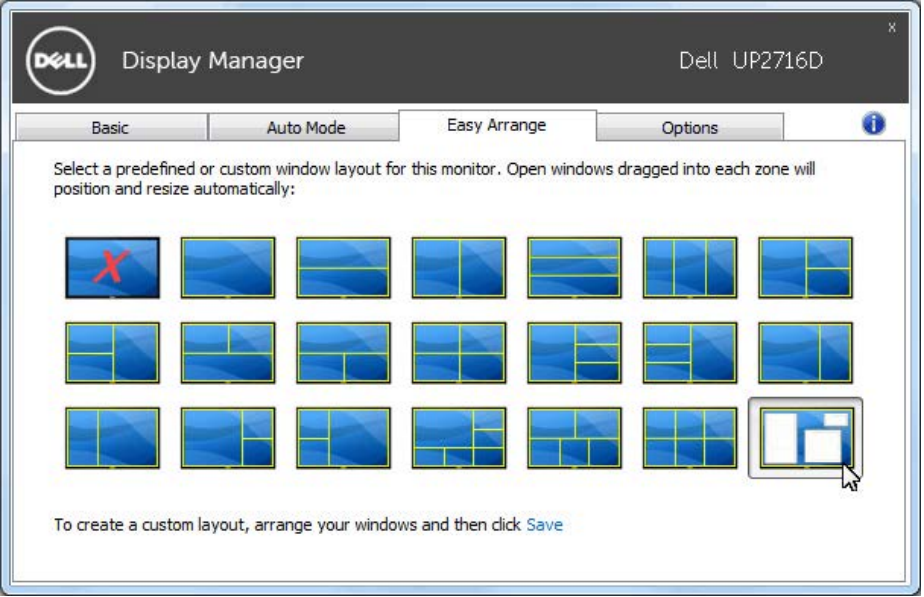 x
DELL
Display Manager
Dell UP2716D
Basic
Auto Mode
Easy Arrange
Options
i
Select a predefined or custom window layout for this monitor. Open windows dragged into each zone will
position and resize automatically:
X
To create a custom layout, arrange your windows and then click Save